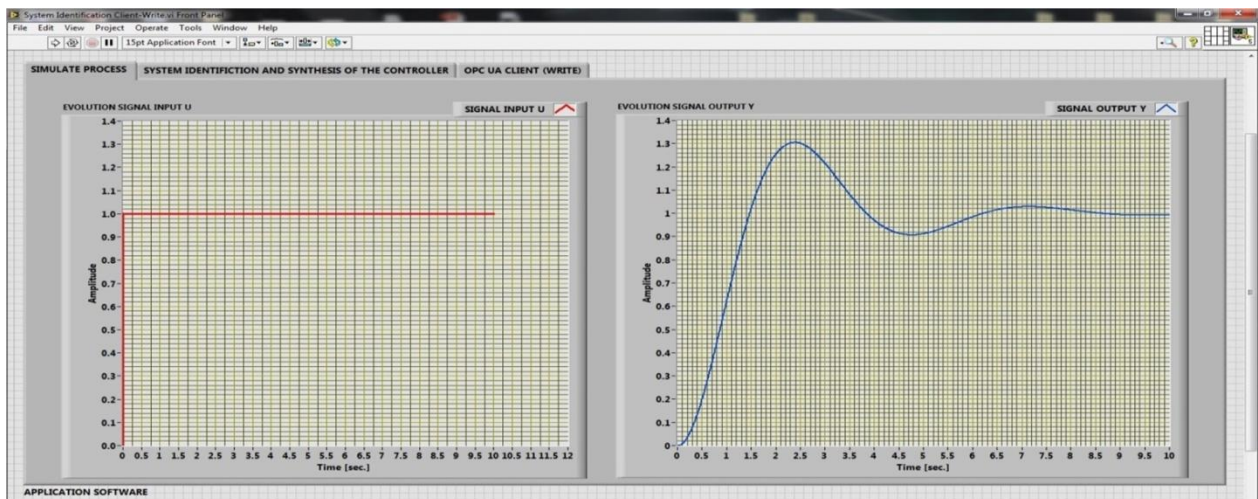 System Identification Client-Write.vi Front Panel
File Edit View Project Operate Tools Window Help
15pt Application Font
SIMULATE PROCESS
SYSTEM IDENTIFICTION AND SYNTHESIS OF THE CONTROLLER
OPC UA CLIENT (WRITE)
EVOLUTION SIGNAL INPUT U
SIGNAL INPUT U
1.4
1.3
1.2
1.1
1.0
0.9
0.8
0.7
0.6
0.5
0.4
0.3
0.2
0.1
0.0
Amplitude
0 0.5 1 1.5 2 2.5 3 3.5 4 4.5 5 5.5 6 6.5 7 7.5 8 8.5 9 9.5 10 10.5 11 11.5 12
Time [sec.]
EVOLUTION SIGNAL OUTPUT Y
SIGNAL OUTPUT Y
1.4
1.3
1.2
1.1
1
0.9
0.8
0.7
0.6
0.5
0.4
0.3
0.2
0.1
0
Amplitude
0 0.5 1 1.5 2 2.5 3 3.5 4 4.5 5 5.5 6 6.5 7 7.5 8 8.5 9 9.5 10
Time [sec.]
APPLICATION SOFTWARE